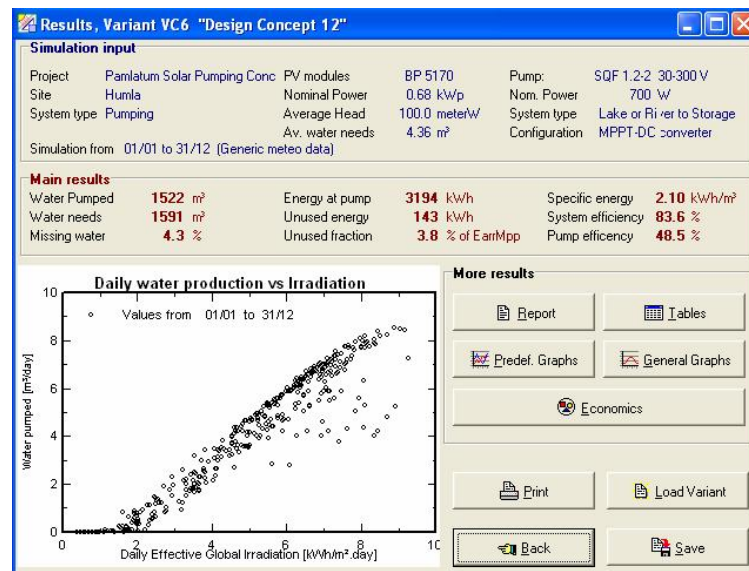 Results, Variant VC6 "Design Concept 12"
Simulation input
Project Pamlatum Solar Pumping Conc PV modules BP 5170 Pump: SQF 1.2-2 30-300 V
Site Humla Nominal Power 0.68 kWp Nom. Power 700 W
System type Pumping Average Head 100.0 meterW System type Lake or River to Storage
Av. water needs 4.36 m³ Configuration MPPT-DC converter
Simulation from 01/01 to 31/12 (Generic meteo data)
Main results
Water Pumped 1522 m³ Energy at pump 3194 kWh Specific energy 2.10 kWh/m³
Water needs 1591 m³ Unused energy 143 kWh System efficiency 83.6 %
Missing water 4.3 % Unused fraction 3.8 % of EarrMpp Pump efficency 48.5 %
Daily water production vs Irradiation
Values from 01/01 to 31/12
Water pumped [m³/day]
10
8
6
4
2
0
0 2 4 6 8 10
Daily Effective Global Irradiation [kWh/m².day]
More results
Report Tables
Predef. Graphs General Graphs
Economics
Print Load Variant
Back Save